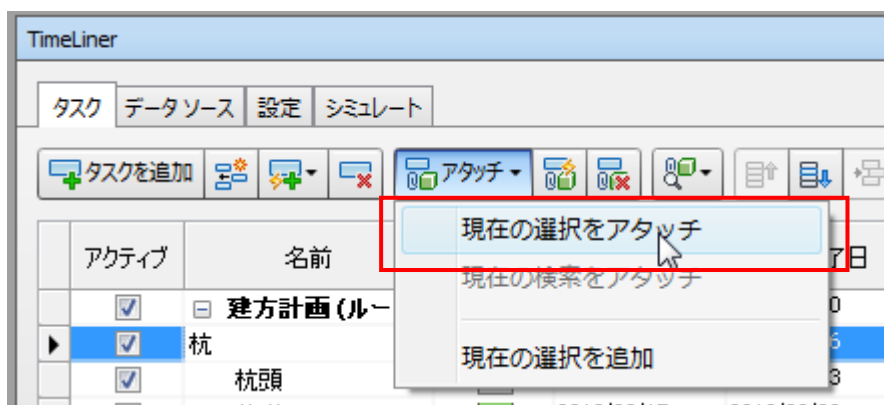 TimeLiner
タスク データソース 設定 シミュレート
タスクを追加 アタッチ
現在の選択をアタッチ
アクティブ 名前 了日
現在の検索をアタッチ
建方計画(ルー 0
杭 6
現在の選択を追加
杭頭 3